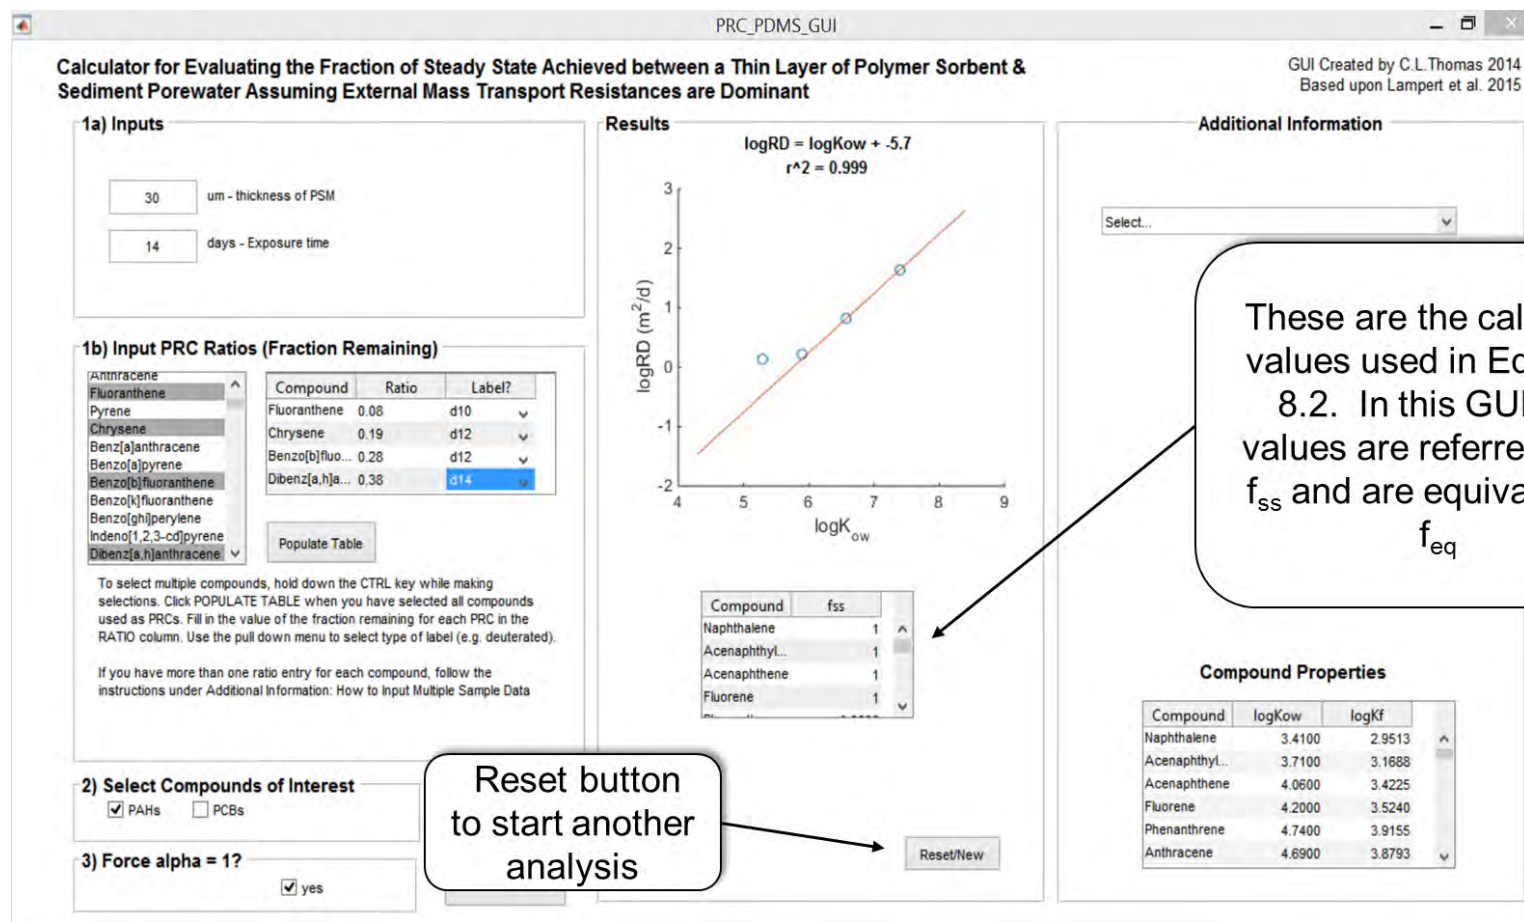 PRC_PDMS_GUI
Calculator for Evaluating the Fraction of Steady State Achieved between a Thin Layer of Polymer Sorbent &
Sediment Porewater Assuming External Mass Transport Resistances are Dominant
GUI Created by C.L.Thomas 2014
Based upon Lampert et al. 2015
1a) Inputs
30 um - thickness of PSM
14 days - Exposure time
1b) Input PRC Ratios (Fraction Remaining)
Anthracene
Fluoranthene
Pyrene
Chrysene
Benz[a]anthracene
Benzo[a]pyrene
Benzo[b]fluoranthene
Benzo[k]fluoranthene
Benzo[ghi]perylene
Indeno[1,2,3-cd]pyrene
Dibenz[a,h]anthracene
Compound Ratio Label?
Fluoranthene 0.08 d10
Chrysene 0.19 d12
Benzo[b]fluo... 0.28 d12
Dibenz[a,h]a... 0.38 d14
Populate Table
To select multiple compounds, hold down the CTRL key while making
selections. Click POPULATE TABLE when you have selected all compounds
used as PRCs. Fill in the value of the fraction remaining for each PRC in the
RATIO column. Use the pull down menu to select type of label (e.g. deuterated).
If you have more than one ratio entry for each compound, follow the
instructions under Additional Information: How to Input Multiple Sample Data
2) Select Compounds of Interest
PAHs PCBs
3) Force alpha = 1?
yes
Reset button
to start another
analysis
Results
logRD = logKow + -5.7
r^2 = 0.999
logRD (m²/d)
3
2
1
0
-1
-2
4 5 6 7 8 9
logKow
Compound fss
Naphthalene 1
Acenaphthyl... 1
Acenaphthene 1
Fluorene 1
Reset/New
Additional Information
Select...
These are the cal
values used in Eq
8.2. In this GUI
values are referre
fss and are equiva
feq
Compound Properties
Compound logKow logKf
Naphthalene 3.4100 2.9513
Acenaphthyl... 3.7100 3.1688
Acenaphthene 4.0600 3.4225
Fluorene 4.2000 3.5240
Phenanthrene 4.7400 3.9155
Anthracene 4.6900 3.8793